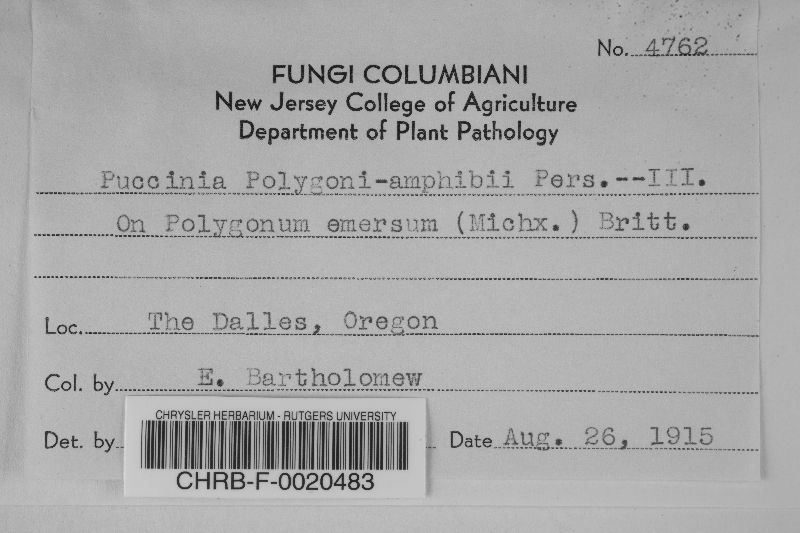 No. 4762
FUNGI COLUMBIANI
New Jersey College of Agriculture
Department of Plant Pathology
Puccinia Polygoni-amphibii Pers.--III.
On Polygonum emersum (Michx.) Britt.
Loc. The Dalles, Oregon
Col. by E. Bartholomew
Det. by
Date Aug. 26, 1915
CHRYSLER HERBARIUM - RUTGERS UNIVERSITY
CHRB-F-0020483